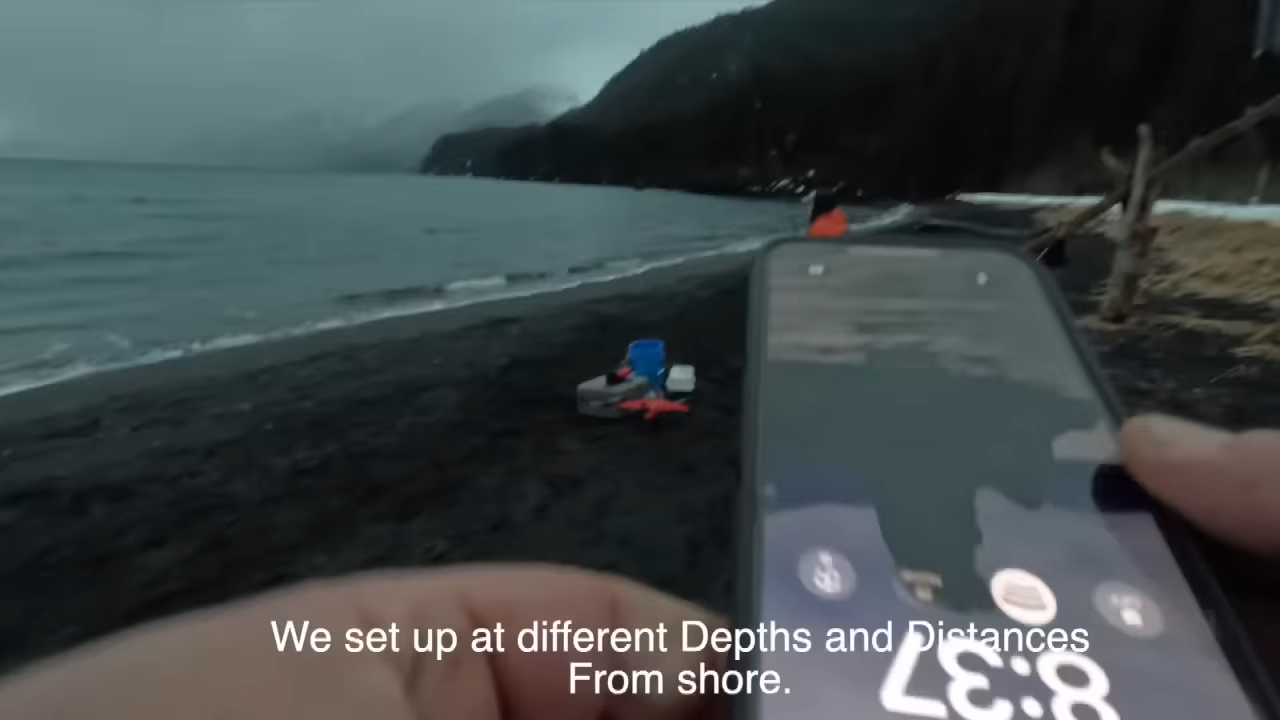 We set up at different Depths and Distances
From shore.
8:37